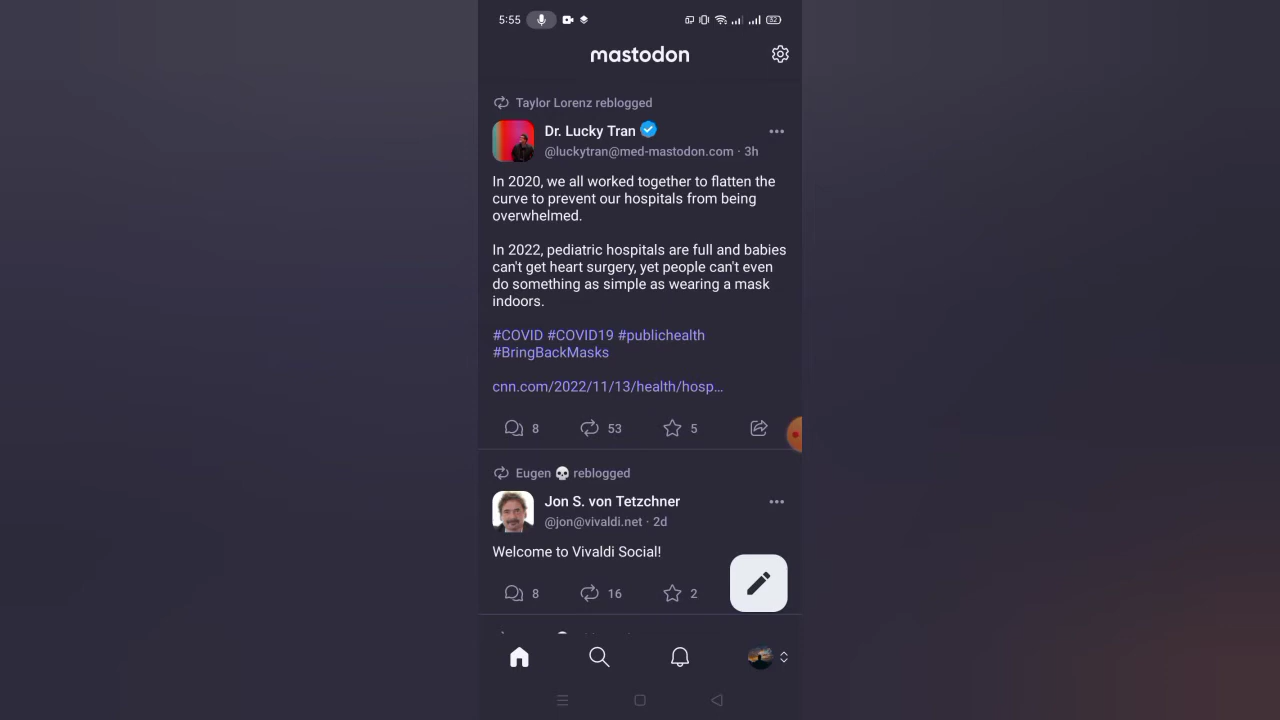 5:55
52
mastodon
Taylor Lorenz reblogged
Dr. Lucky Tran
@luckytran@med-mastodon.com · 3h
In 2020, we all worked together to flatten the
curve to prevent our hospitals from being
overwhelmed.
In 2022, pediatric hospitals are full and babies
can't get heart surgery, yet people can't even
do something as simple as wearing a mask
indoors.
#COVID #COVID19 #publichealth
#BringBackMasks
cnn.com/2022/11/13/health/hosp...
8 53 5
Eugen 💀 reblogged
Jon S. von Tetzchner
@jon@vivaldi.net · 2d
Welcome to Vivaldi Social!
8 16 2